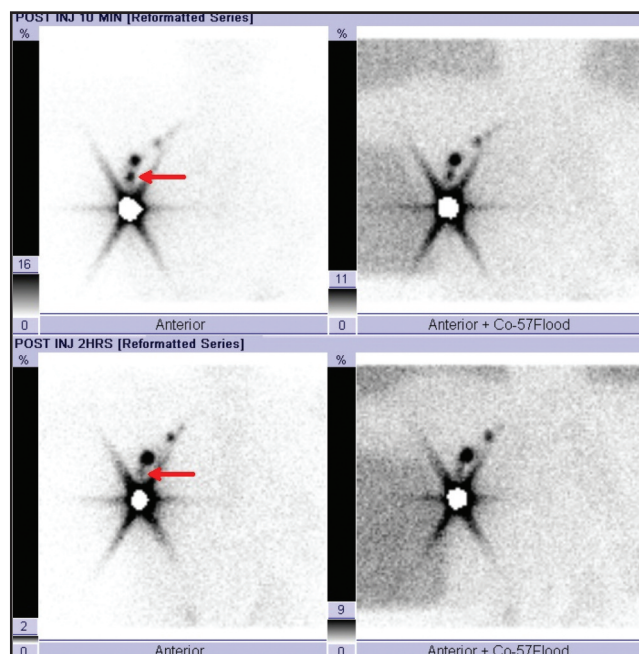 POST INJ 10 MIN [Reformatted Series]
%
%
16
11
0
Anterior
0
Anterior + Co-57Flood
POST INJ 2HRS [Reformatted Series]
%
%
2
9
0
Anterior
0
Anterior + Co-57Flood